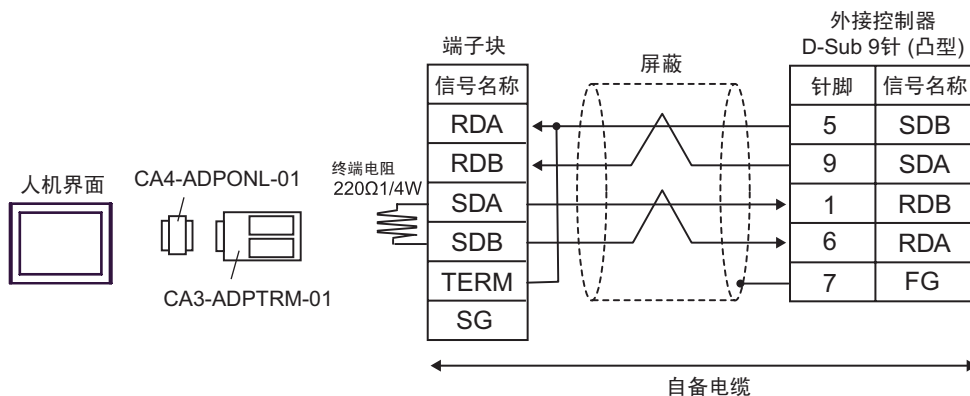 外接控制器
D-Sub 9针 (凸型)
端子块
屏蔽
信号名称
针脚 信号名称
RDA
5 SDB
RDB
9 SDA
终端电阻
220Ω1/4W
SDA
1 RDB
SDB
6 RDA
TERM
7 FG
SG
人机界面
CA4-ADPONL-01
CA3-ADPTRM-01
自备电缆